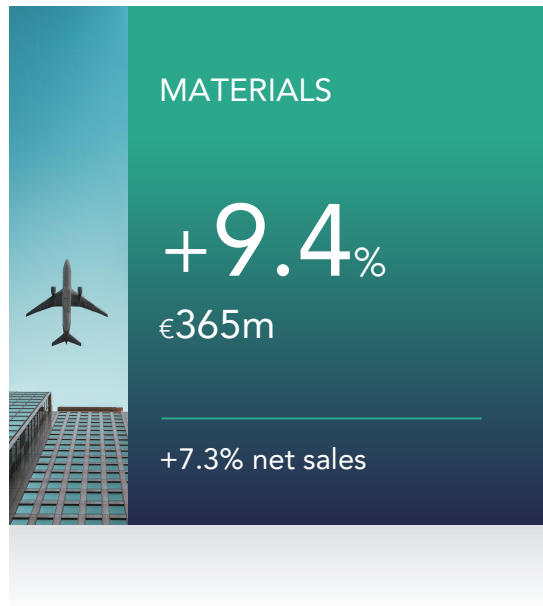 MATERIALS
+9.4%
€365m
+7.3% net sales